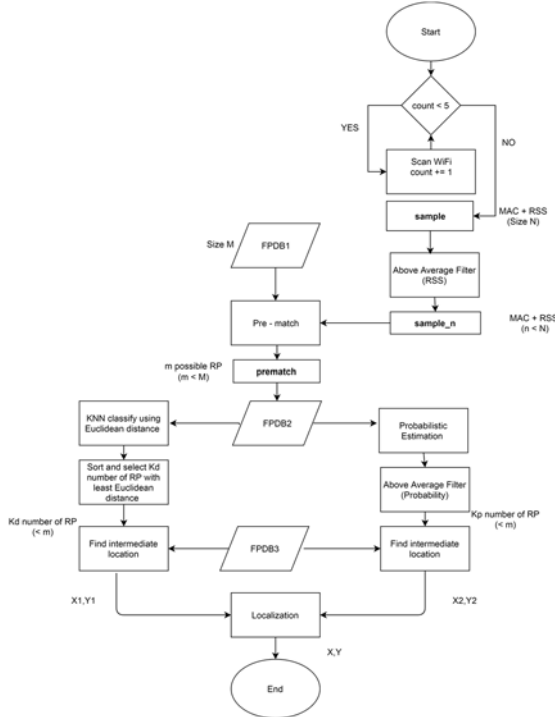 Start
count < 5
YES
NO
Scan WiFi
count += 1
sample
MAC + RSS
(Size N)
Size M
FPDB1
Above Average Filter
(RSS)
Pre - match
sample_n
MAC + RSS
(n < N)
m possible RP
(m < M)
prematch
KNN classify using
Euclidean distance
FPDB2
Probabilistic
Estimation
Sort and select Kd
number of RP with
least Euclidean
distance
Above Average Filter
(Probability)
Kd number of RP
(< m)
Kp number of RP
(< m)
Find intermediate
location
FPDB3
Find intermediate
location
X1,Y1
X2,Y2
Localization
X,Y
End